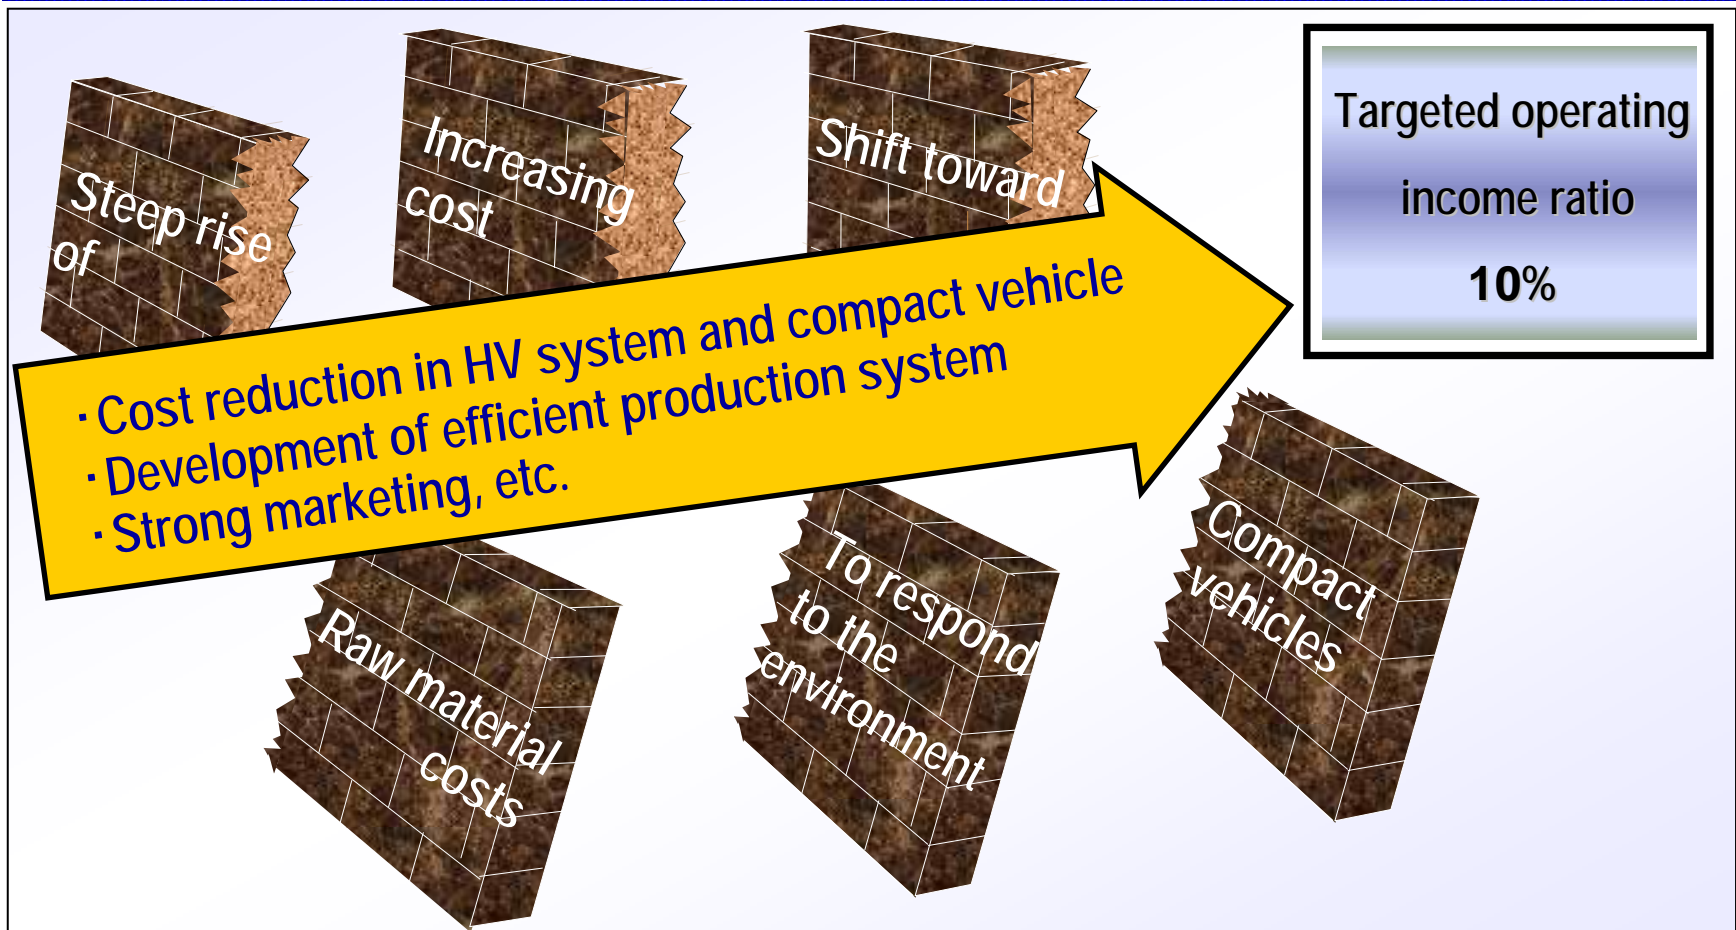 Steep rise
of
Increasing
cost
Shift toward
Targeted operating
income ratio
10%
· Cost reduction in HV system and compact vehicle
· Development of efficient production system
· Strong marketing, etc.
Raw material
costs
To respond
to the
environment
Compact
vehicles